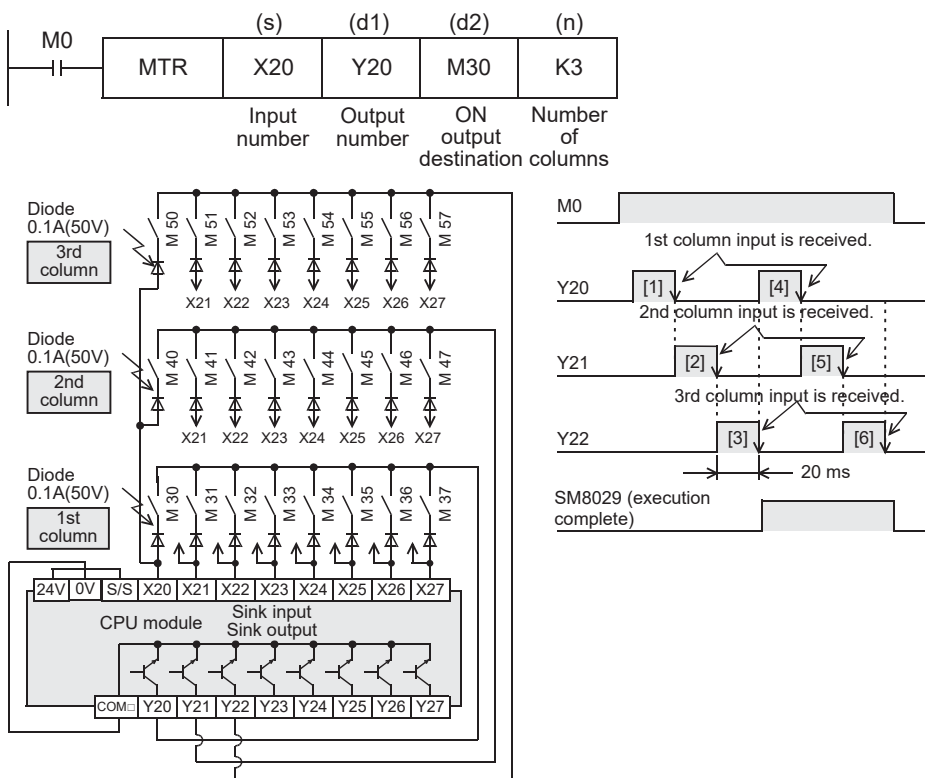 M0
(s) (d1) (d2) (n)
MTR X20 Y20 M30 K3
Input number
Output number
ON output destination
Number of columns
Diode
0.1A(50V)
3rd
column
M 50 M 51 M 52 M 53 M 54 M 55 M 56 M 57
X21 X22 X23 X24 X25 X26 X27
Diode
0.1A(50V)
2nd
column
M 40 M 41 M 42 M 43 M 44 M 45 M 46 M 47
X21 X22 X23 X24 X25 X26 X27
Diode
0.1A(50V)
1st
column
M 30 M 31 M 32 M 33 M 34 M 35 M 36 M 37
24V 0V S/S X20 X21 X22 X23 X24 X25 X26 X27
CPU module
Sink input
Sink output
COM□ Y20 Y21 Y22 Y23 Y24 Y25 Y26 Y27
M0
1st column input is received.
Y20 [1] [4]
2nd column input is received.
Y21 [2] [5]
3rd column input is received.
Y22 [3] [6]
20 ms
SM8029 (execution
complete)